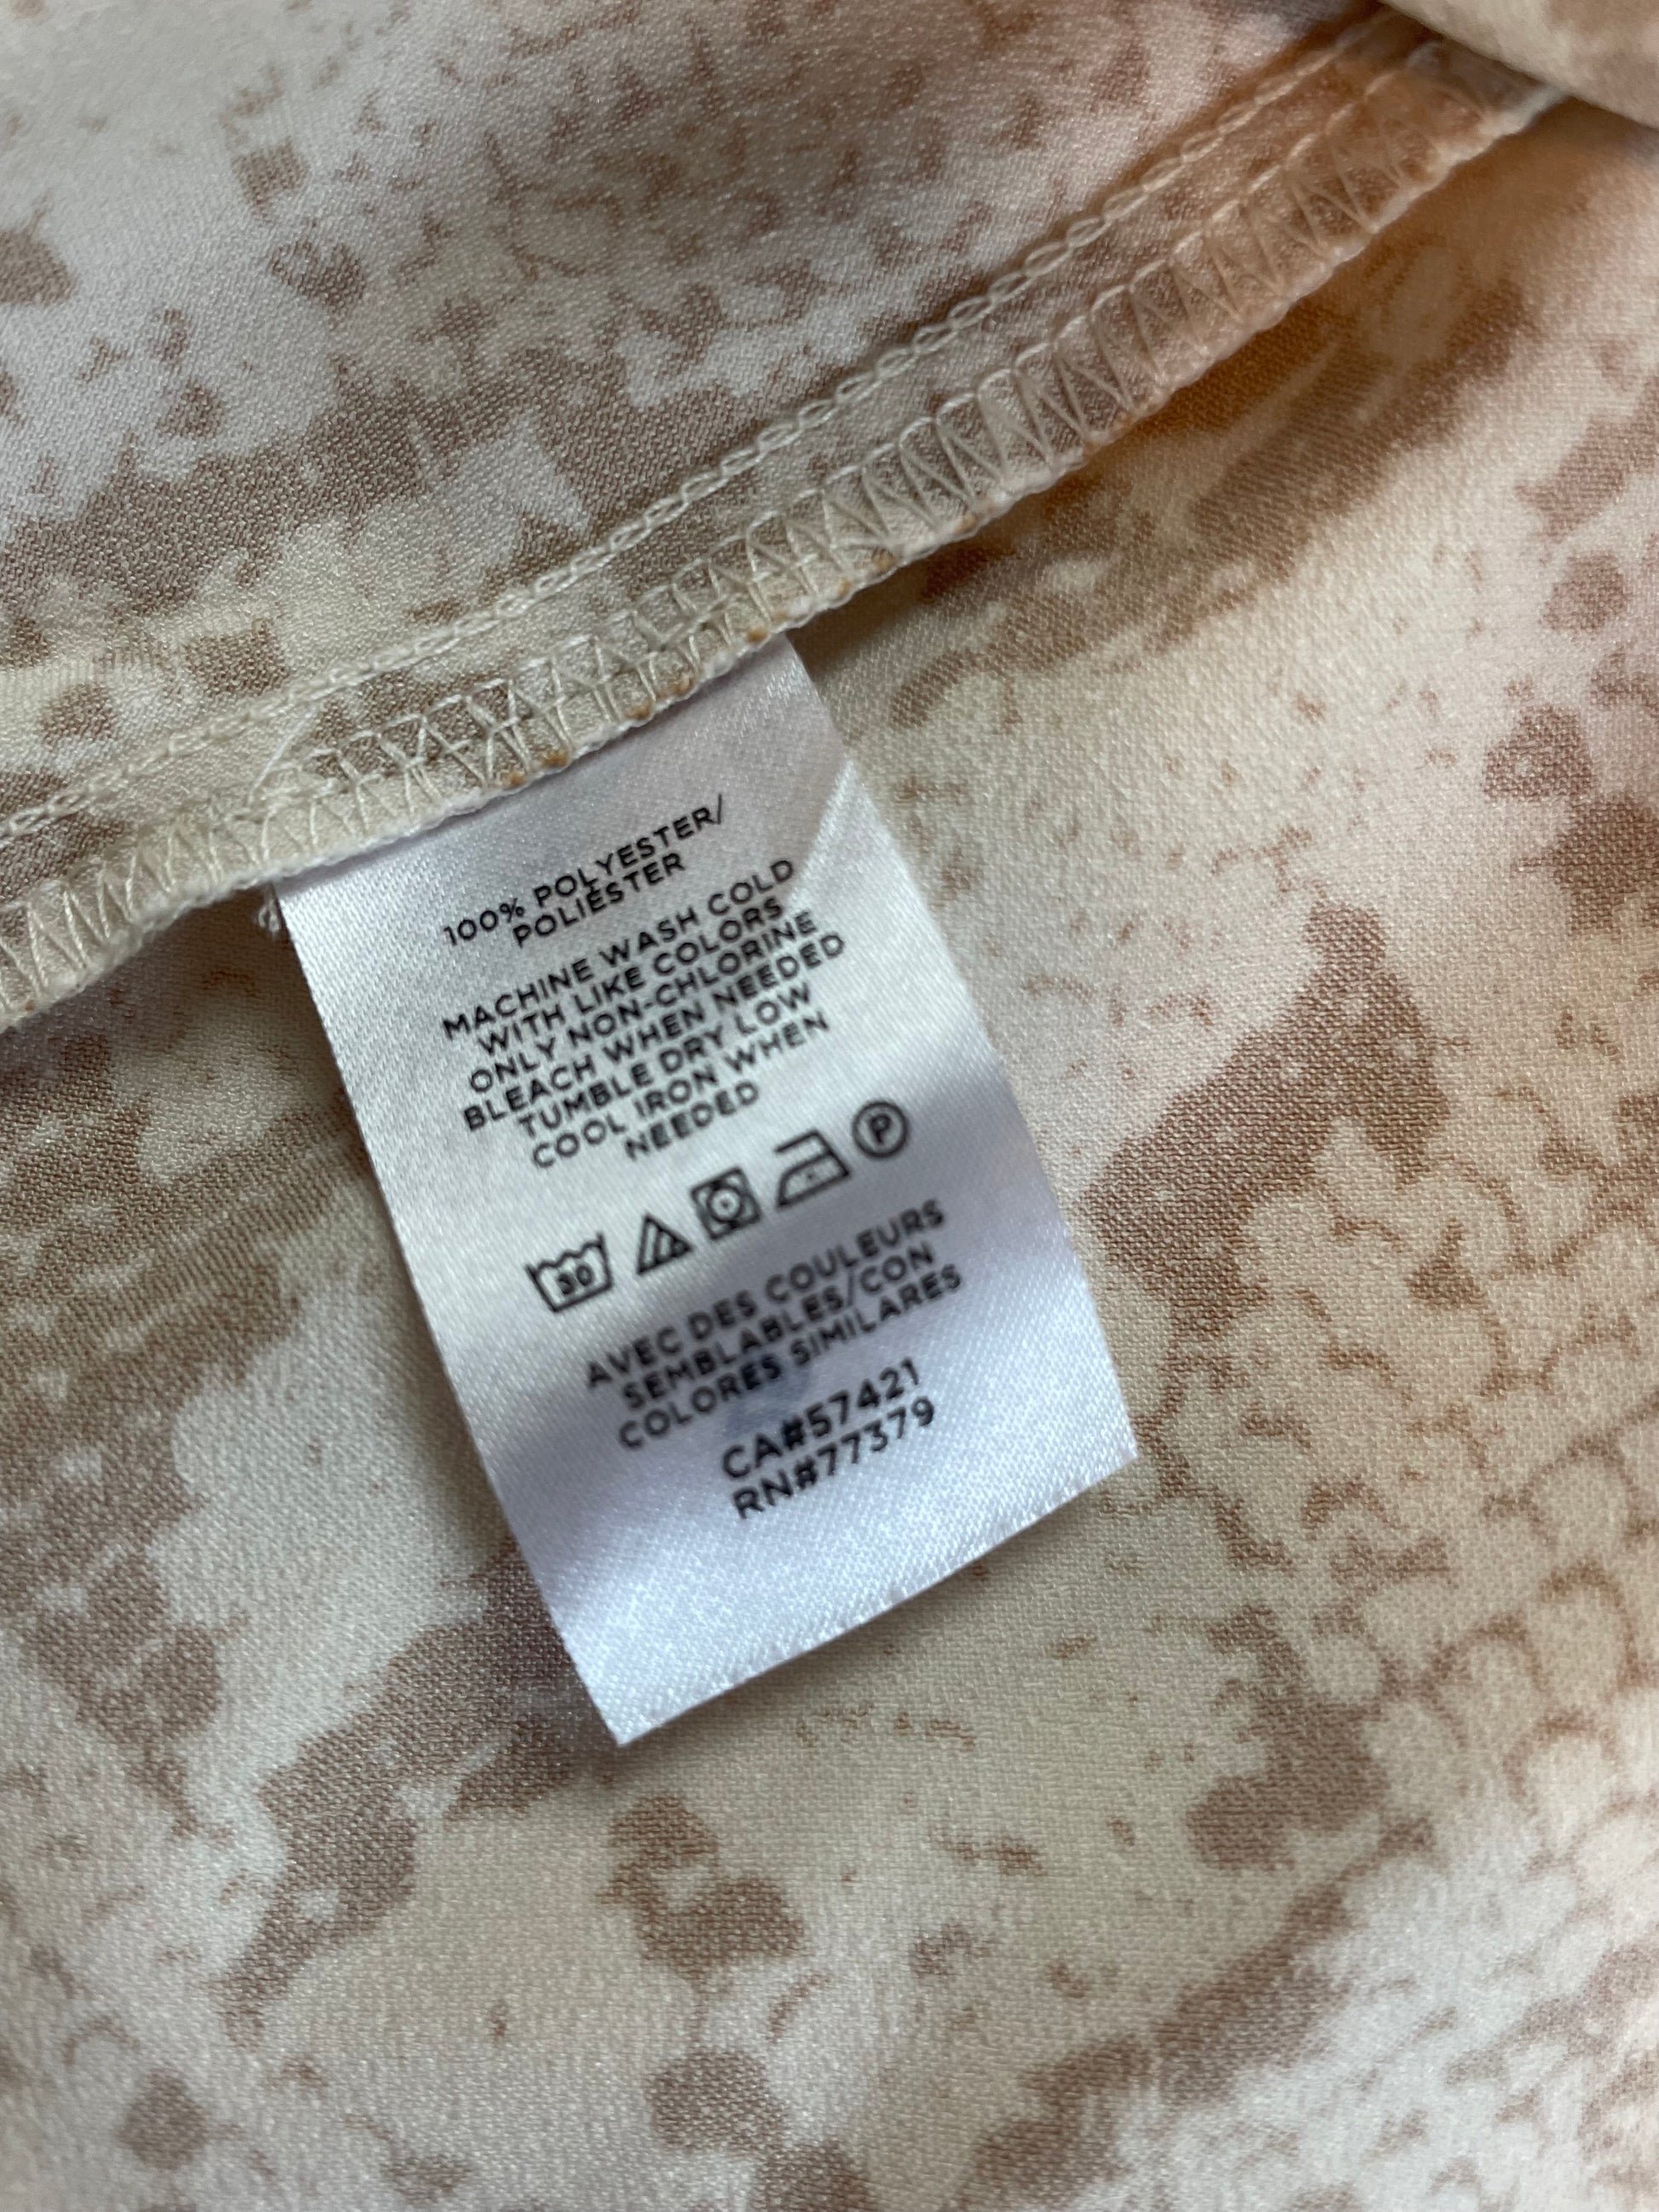 100% POLYESTER/
POLIÉSTER
MACHINE WASH COLD
WITH LIKE COLORS
ONLY NON-CHLORINE
BLEACH WHEN NEEDED
TUMBLE DRY LOW
COOL IRON WHEN
NEEDED
30
P
AVEC DES COULEURS
SEMBLABLES/CON
COLORES SIMILARES
CA#57421
RN#77379